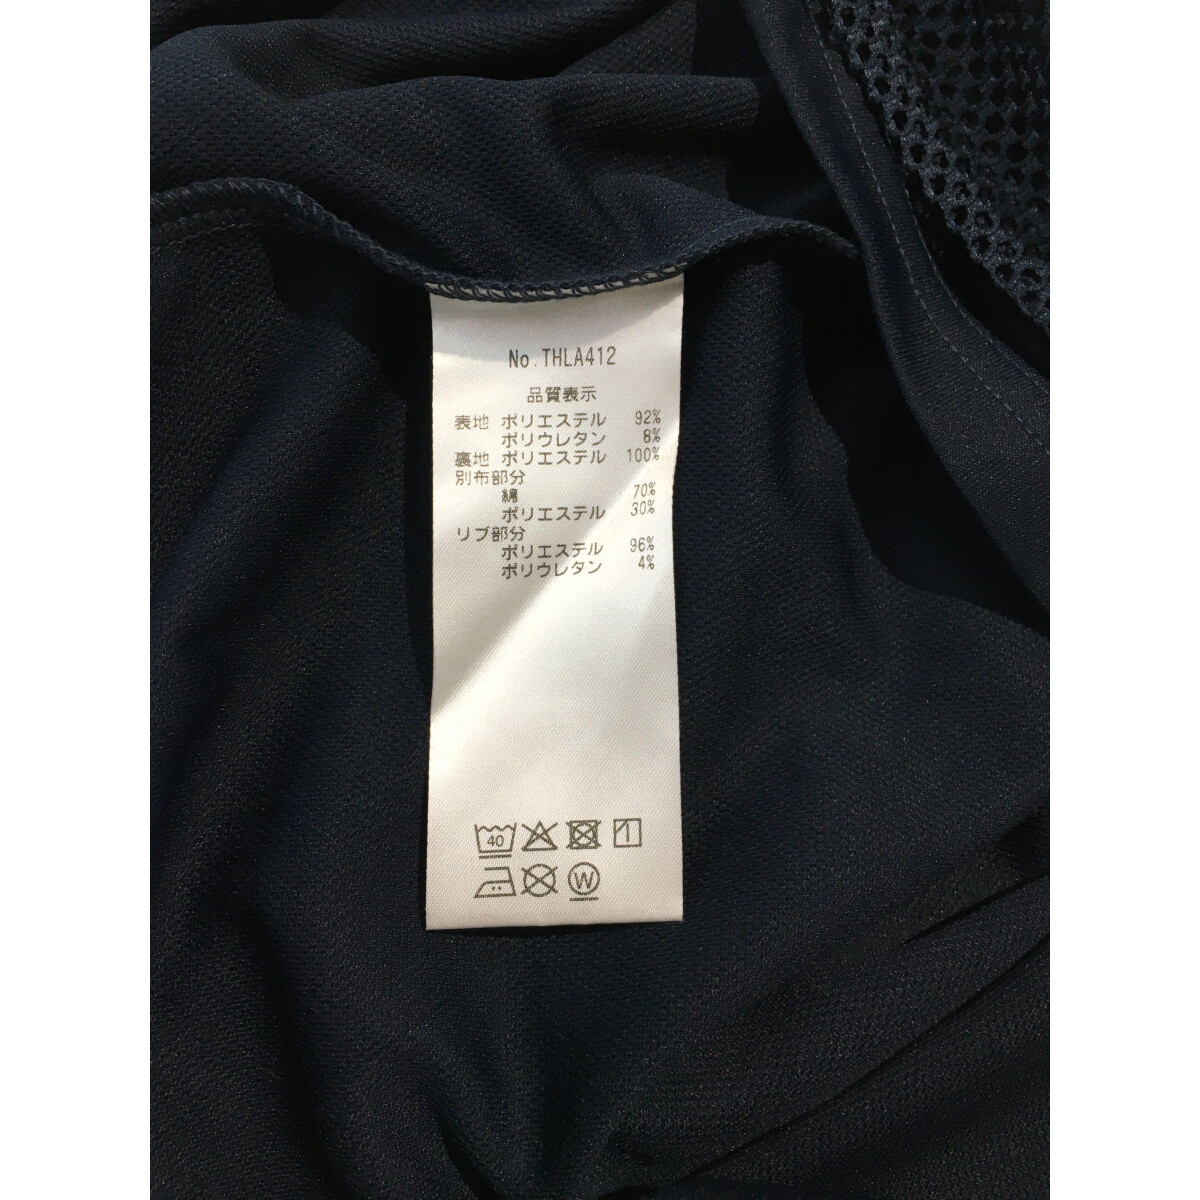 No.THLA412
品質表示
表地 ポリエステル 92%
ポリウレタン 8%
裏地 ポリエステル 100%
別布部分
綿 70%
ポリエステル 30%
リブ部分
ポリエステル 96%
ポリウレタン 4%
40
W